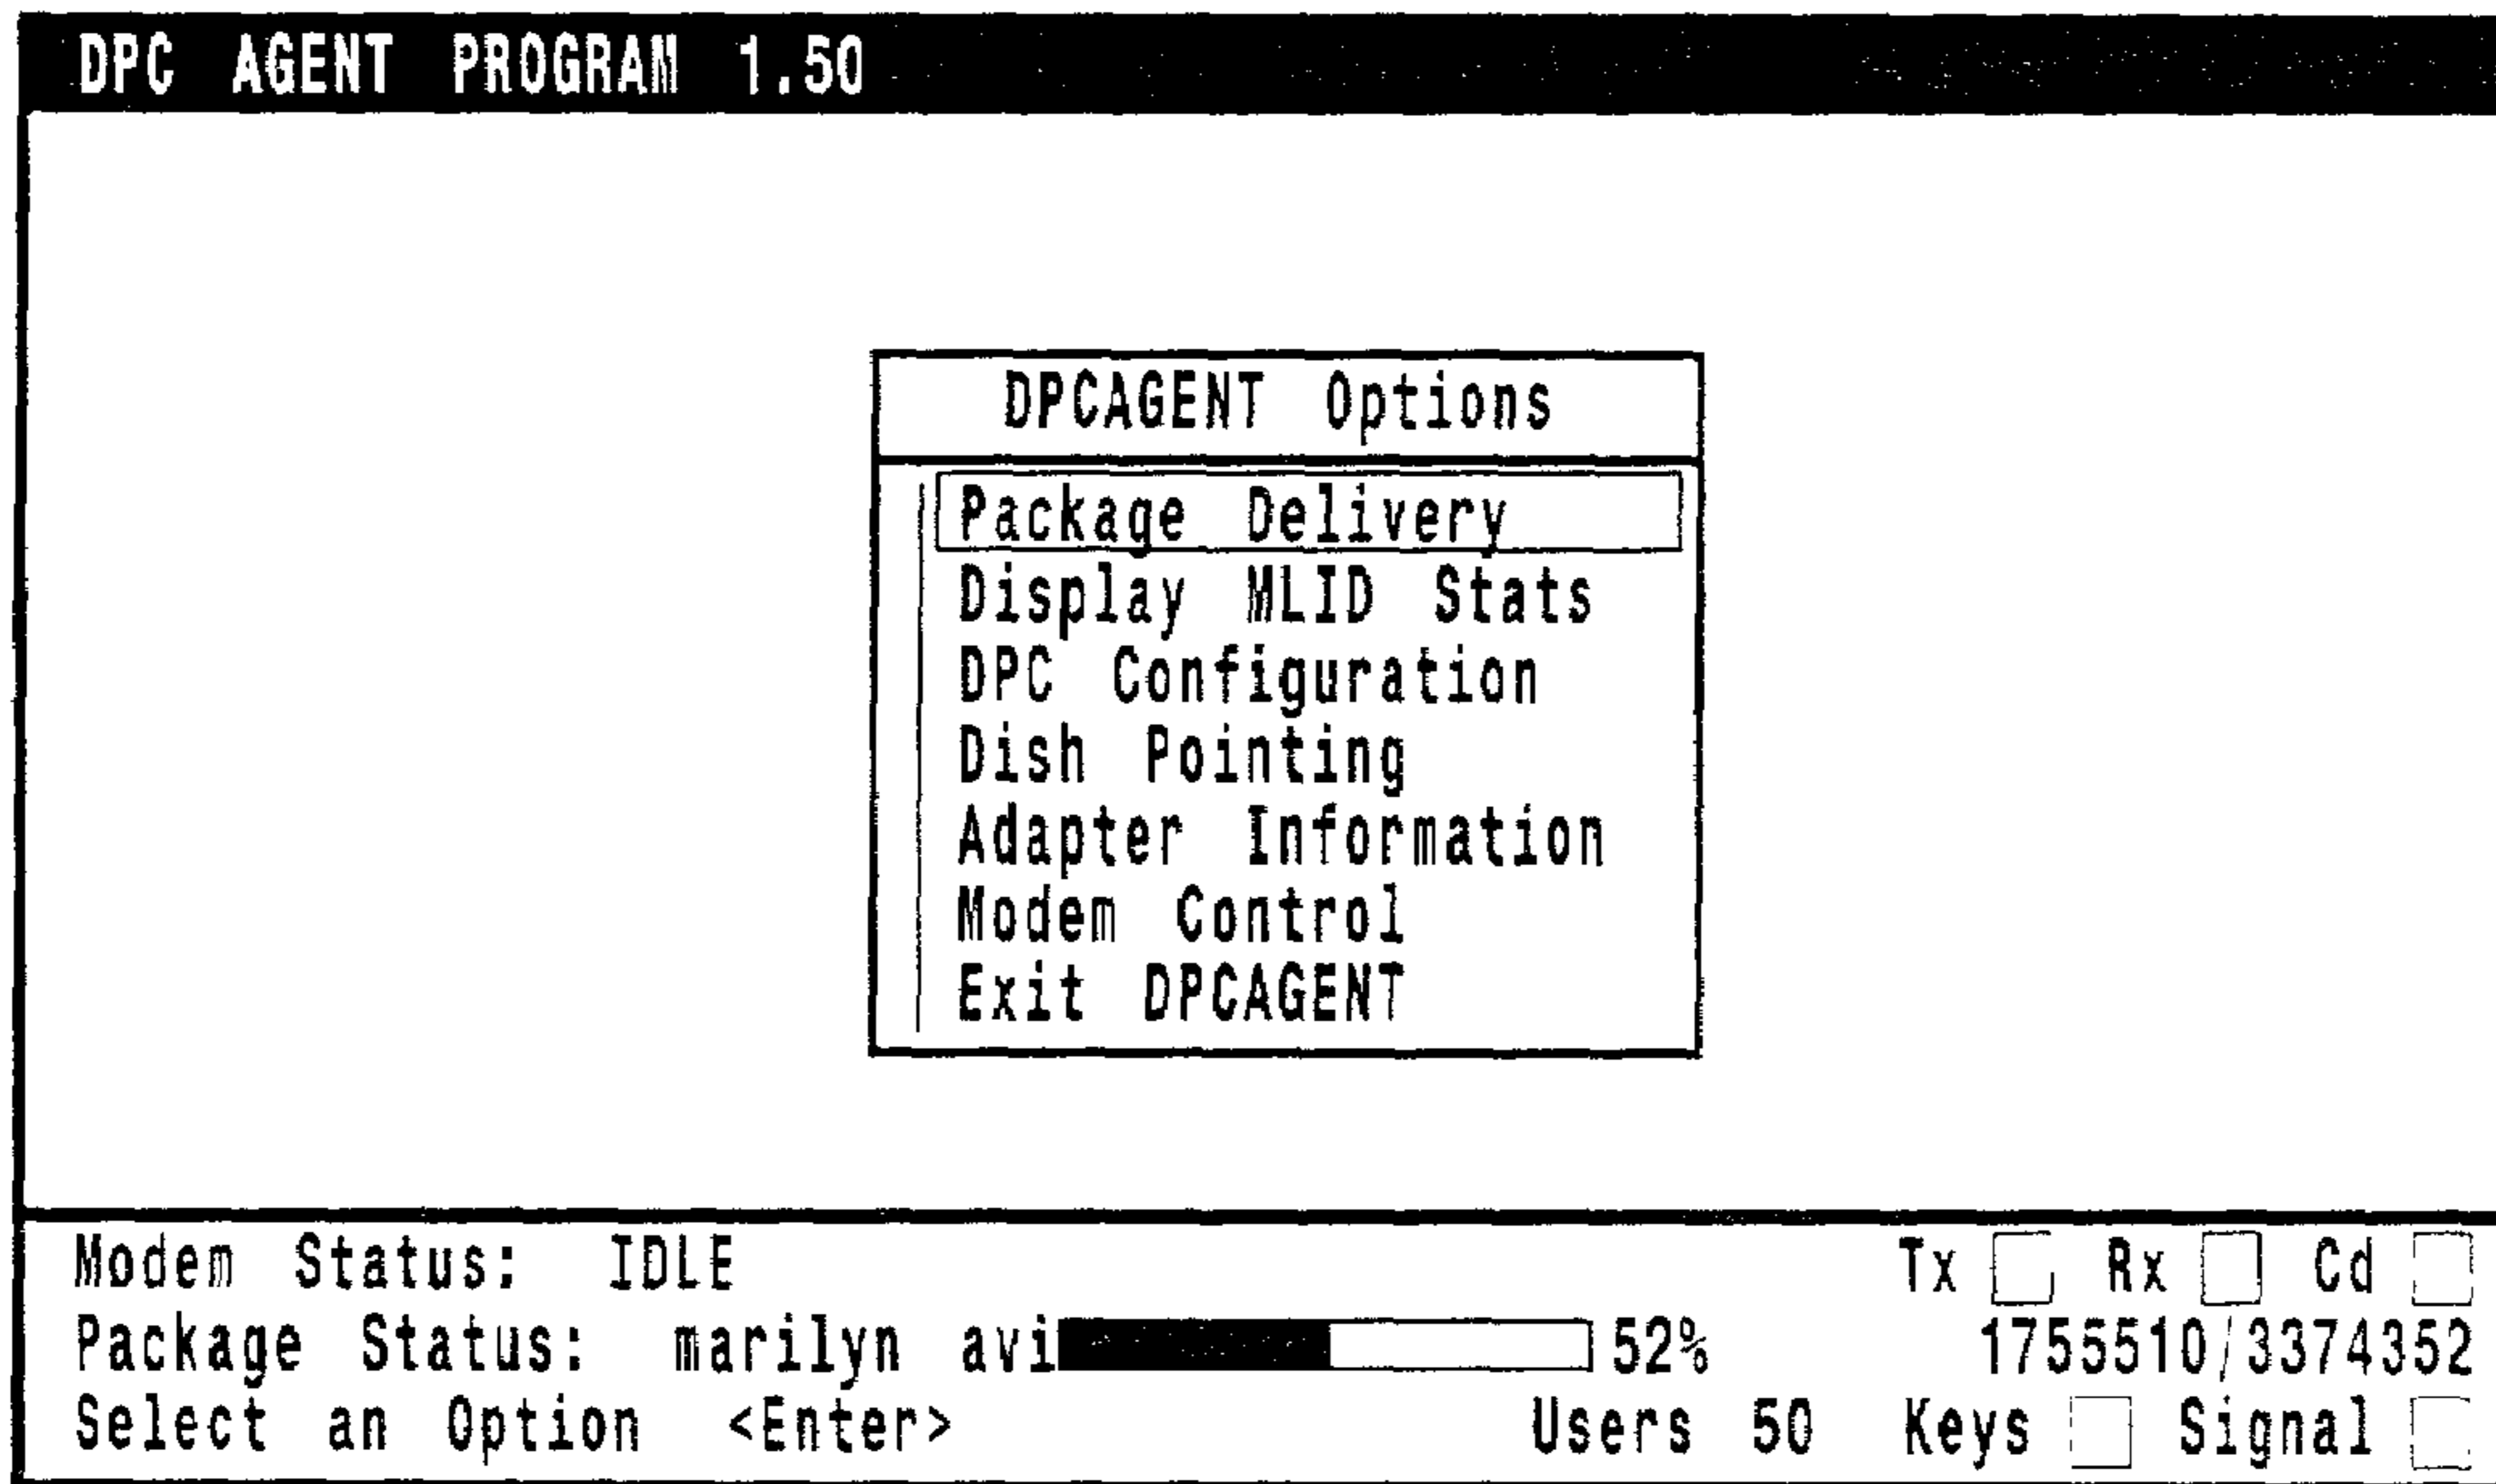 DPC AGENT PROGRAM 1.50
DPCAGENT Options
Package Delivery
Display MLID Stats
DPC Configuration
Dish Pointing
Adapter Information
Modem Control
Exit DPCAGENT
Modem Status: IDLE Tx Rx Cd
Package Status: marilyn avi 52% 1755510/3374352
Select an Option <Enter> Users 50 Keys Signal